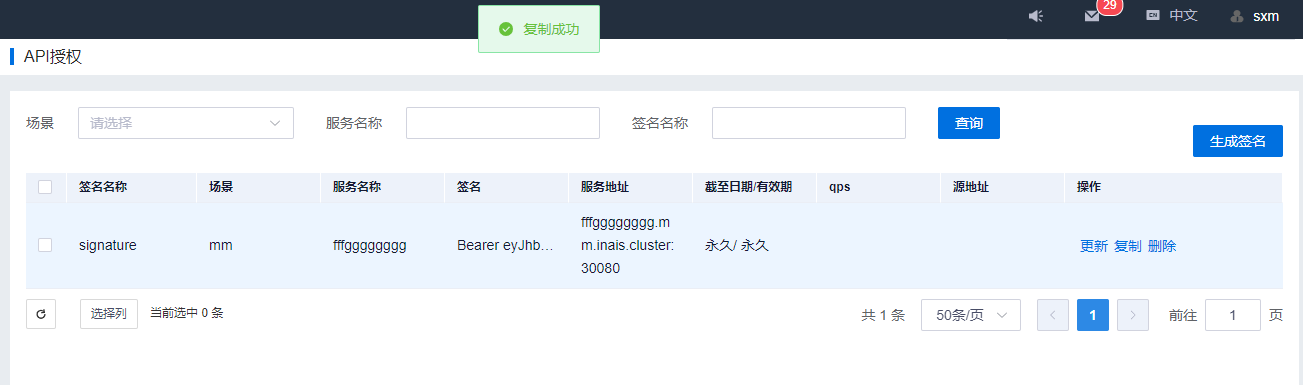 复制成功
29
EN 中文
sxm
API授权
场景 请选择 服务名称 签名名称 查询
生成签名
签名名称 场景 服务名称 签名 服务地址 截至日期/有效期 qps 源地址 操作
signature mm fffgggggggg Bearer eyJhb… fffgggggggg.m 永久/ 永久 更新 复制 删除
m.inais.cluster:
30080
选择列 当前选中 0 条 共 1 条 50条/页 1 前往 1 页